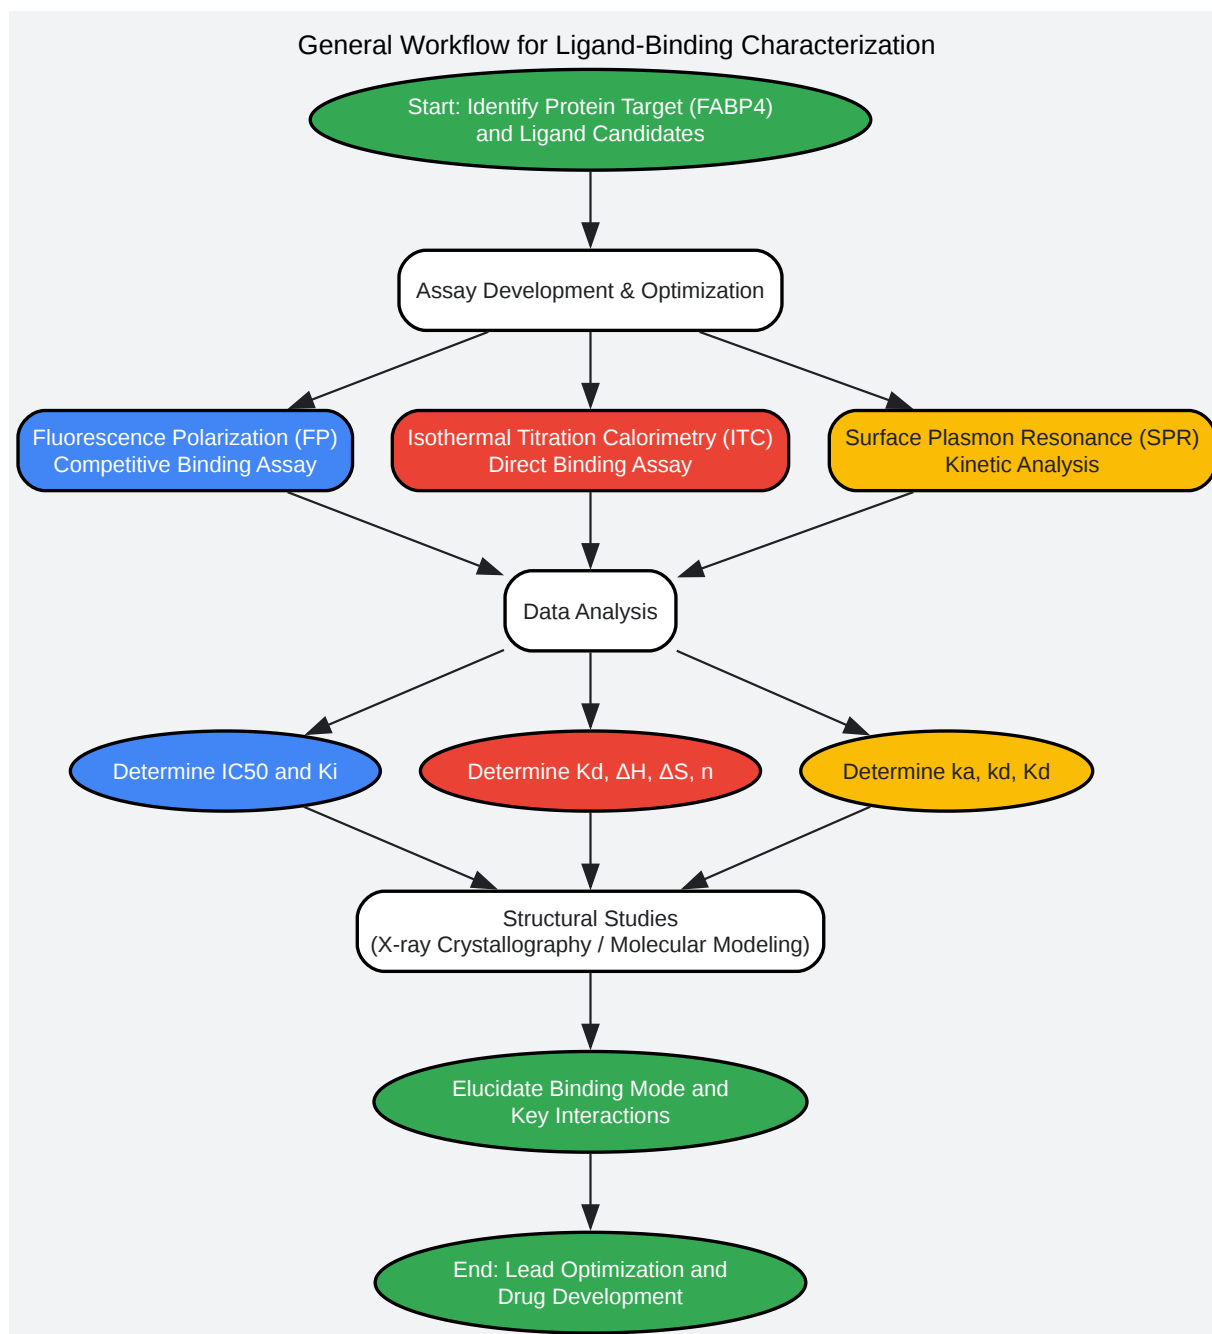 General Workflow for Ligand-Binding Characterization
Start: Identify Protein Target (FABP4)
and Ligand Candidates
Assay Development & Optimization
Fluorescence Polarization (FP)
Competitive Binding Assay
Isothermal Titration Calorimetry (ITC)
Direct Binding Assay
Surface Plasmon Resonance (SPR)
Kinetic Analysis
Data Analysis
Determine IC50 and Ki
Determine Kd, ΔH, ΔS, n
Determine ka, kd, Kd
Structural Studies
(X-ray Crystallography / Molecular Modeling)
Elucidate Binding Mode and
Key Interactions
End: Lead Optimization and
Drug Development